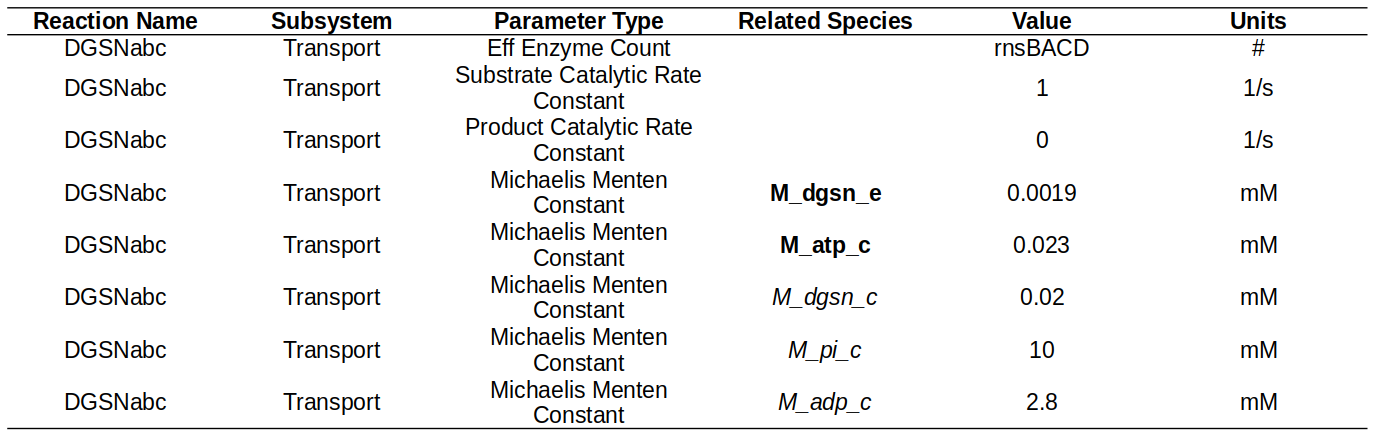 Reaction Name Subsystem Parameter Type Related Species Value Units
DGSNabc Transport Eff Enzyme Count rnsBACD #
Substrate Catalytic Rate
DGSNabc Transport 1 1/s
Constant
Product Catalytic Rate
DGSNabc Transport 0 1/s
Constant
Michaelis Menten
DGSNabc Transport M_dgsn_e 0.0019 mM
Constant
Michaelis Menten
DGSNabc Transport M_atp_c 0.023 mM
Constant
Michaelis Menten
DGSNabc Transport M_dgsn_c 0.02 mM
Constant
Michaelis Menten
DGSNabc Transport M_pi_c 10 mM
Constant
Michaelis Menten
DGSNabc Transport M_adp_c 2.8 mM
Constant